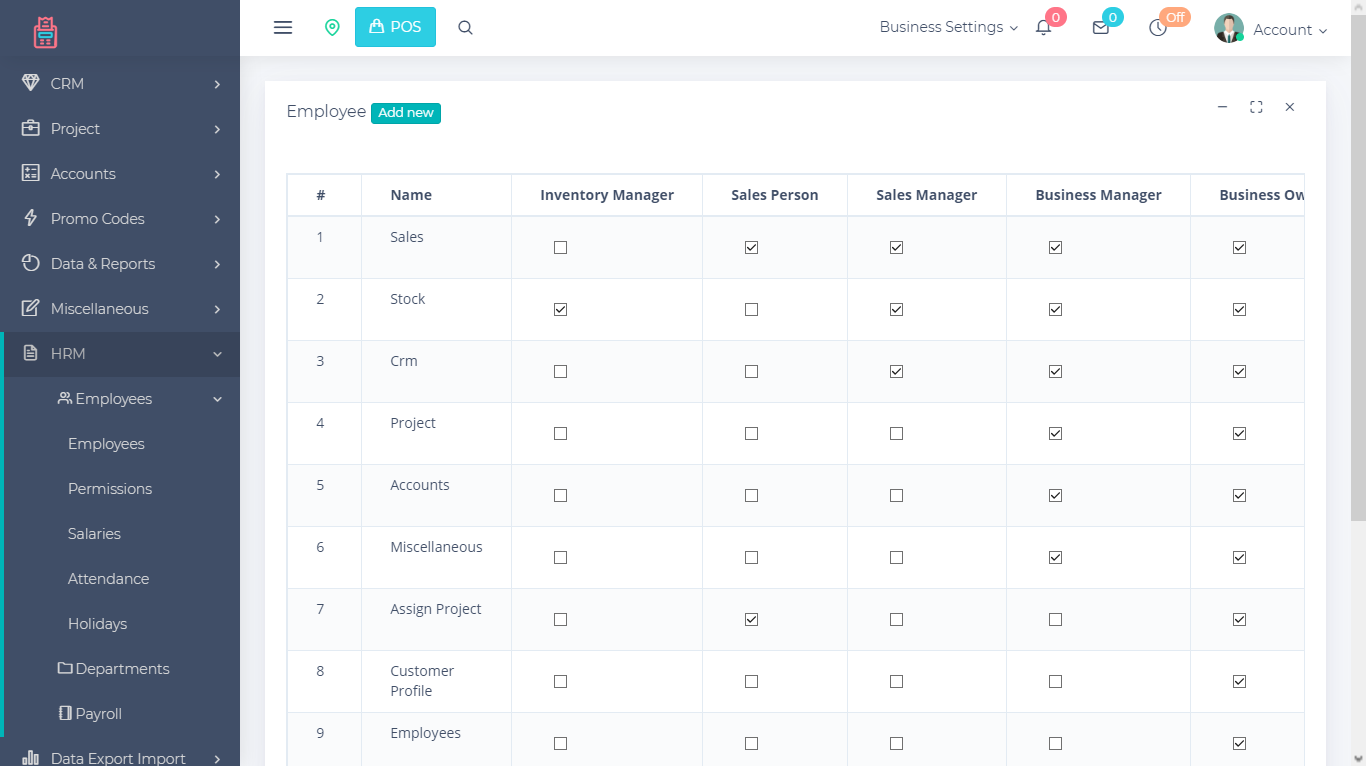 POS
Business Settings
0
0
Off
Account
CRM
Project
Accounts
Promo Codes
Data & Reports
Miscellaneous
HRM
Employees
Employees
Permissions
Salaries
Attendance
Holidays
Departments
Payroll
Data Export Import
Employee Add new
# Name Inventory Manager Sales Person Sales Manager Business Manager Business Ow
1 Sales
2 Stock
3 Crm
4 Project
5 Accounts
6 Miscellaneous
7 Assign Project
8 Customer
Profile
9 Employees